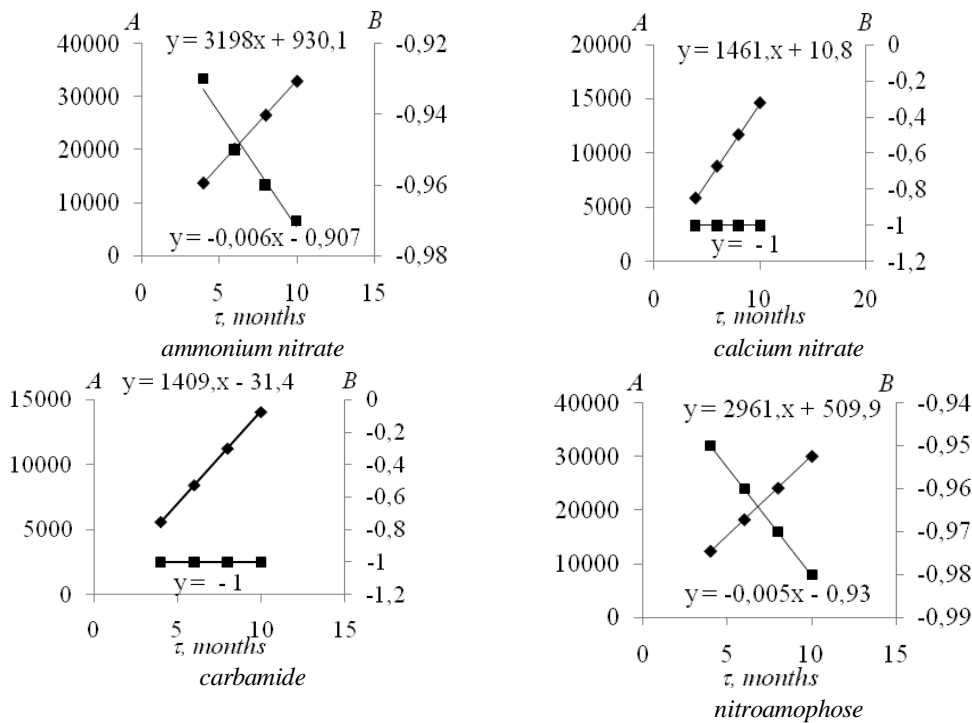 A
B
y = 3198x + 930,1
40000
30000
20000
10000
0
-0,92
-0,94
-0,96
-0,98
y = -0,006x - 0,907
0
5
10
15
τ, months
ammonium nitrate
A
B
y = 1461,x + 10,8
20000
15000
10000
5000
0
0
-0,2
-0,4
-0,6
-0,8
-1
-1,2
y = - 1
0
10
20
τ, months
calcium nitrate
A
B
y = 1409,x - 31,4
15000
10000
5000
0
0
-0,2
-0,4
-0,6
-0,8
-1
-1,2
y = - 1
0
5
10
15
τ, months
carbamide
A
B
y = 2961,x + 509,9
40000
30000
20000
10000
0
-0,94
-0,95
-0,96
-0,97
-0,98
-0,99
y = -0,005x - 0,93
0
5
10
15
τ, months
nitroamophose